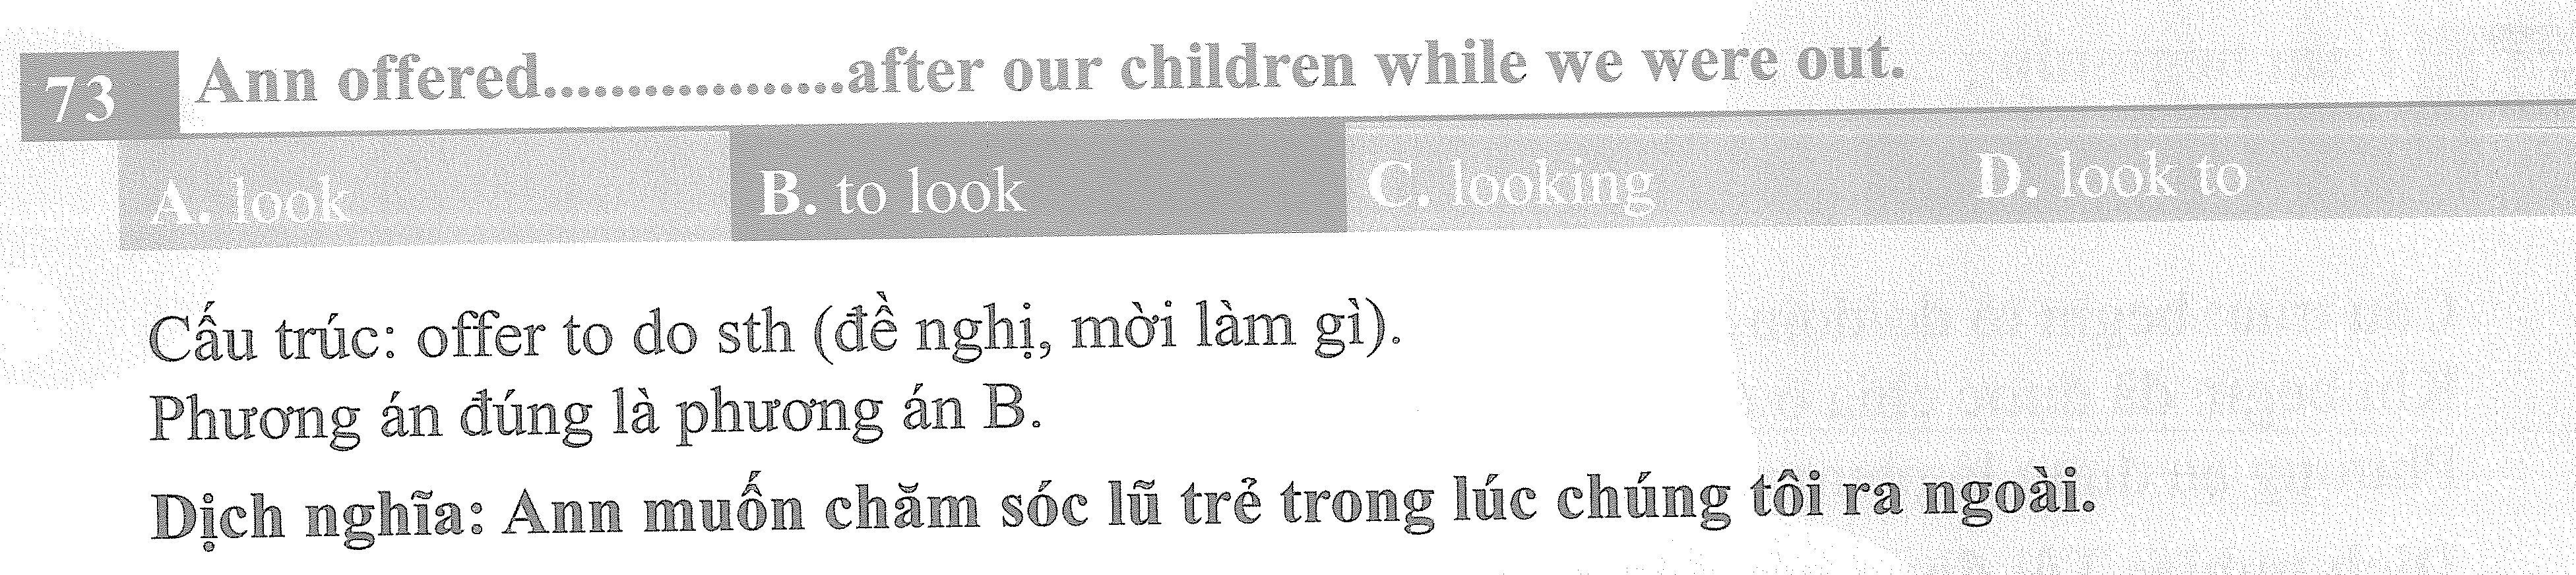 73 Ann offered..................after our children while we were out.
A. look B. to look C. looking D. look to
Cấu trúc: offer to do sth (đề nghị, mời làm gì).
Phương án đúng là phương án B.
Dịch nghĩa: Ann muốn chăm sóc lũ trẻ trong lúc chúng tôi ra ngoài.